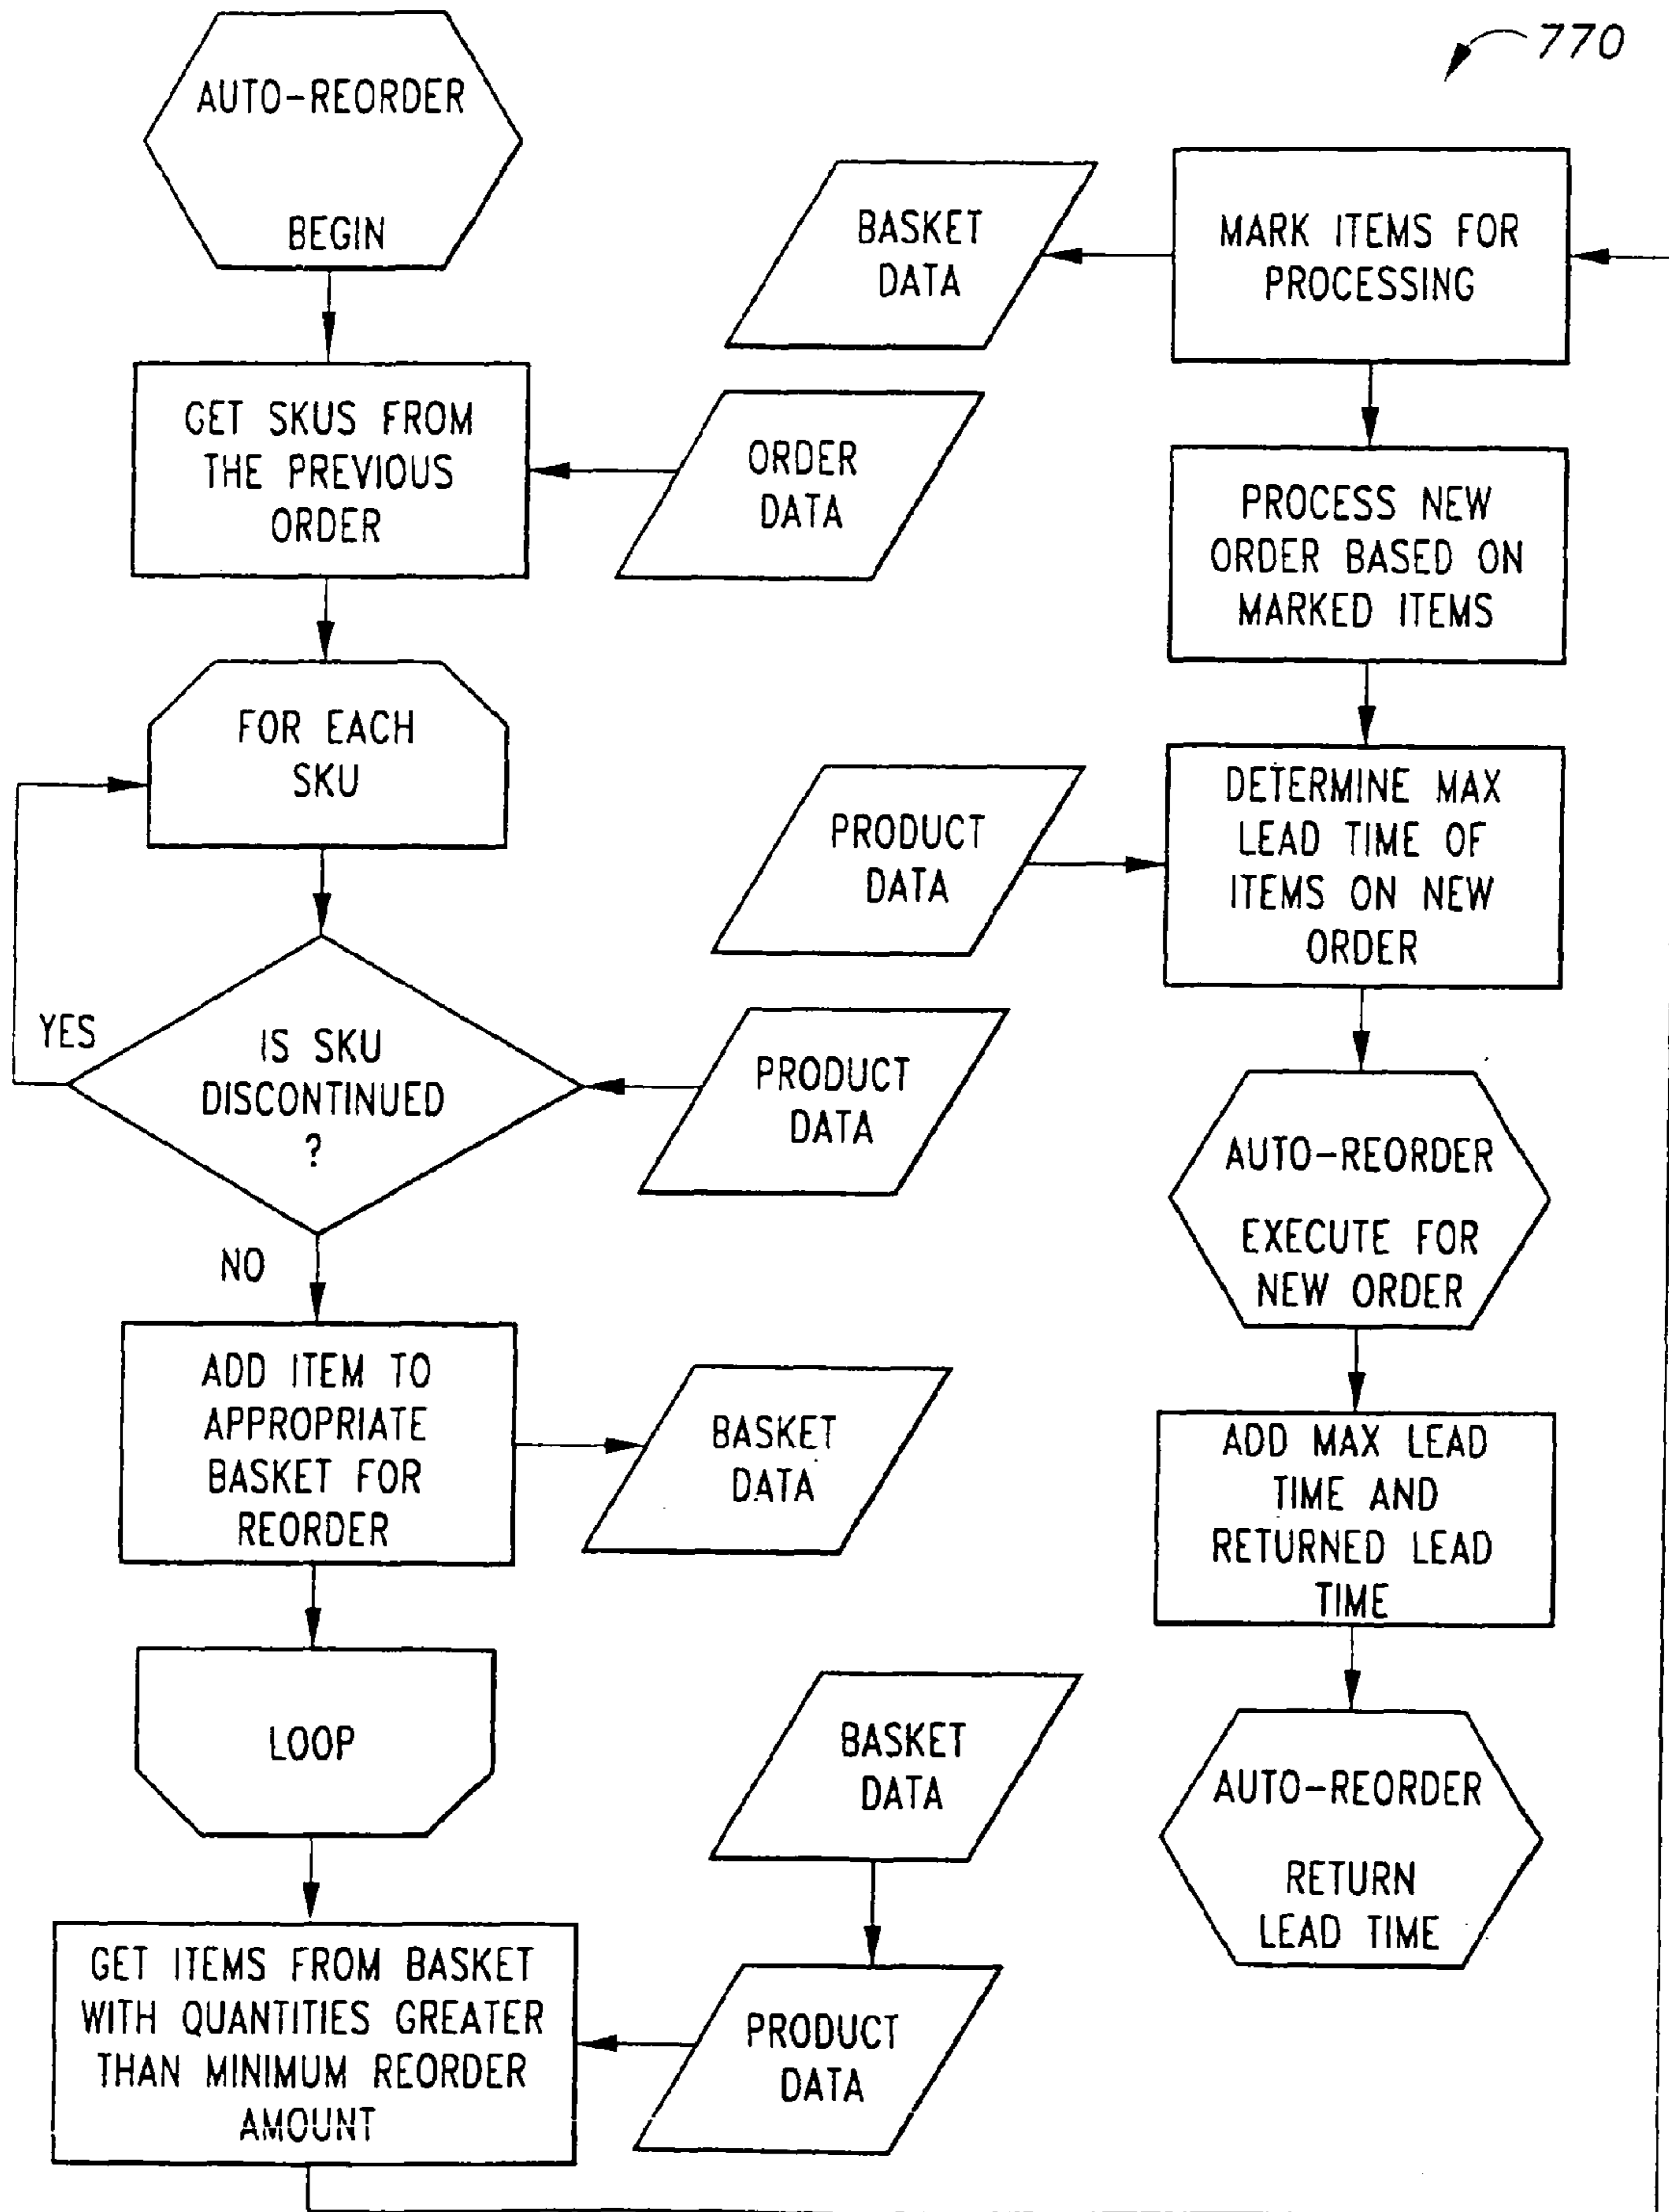 770
AUTO-REORDER
BEGIN
GET SKUS FROM
THE PREVIOUS
ORDER
ORDER
DATA
FOR EACH
SKU
YES
IS SKU
DISCONTINUED
?
PRODUCT
DATA
NO
ADD ITEM TO
APPROPRIATE
BASKET FOR
REORDER
BASKET
DATA
LOOP
BASKET
DATA
GET ITEMS FROM BASKET
WITH QUANTITIES GREATER
THAN MINIMUM REORDER
AMOUNT
PRODUCT
DATA
BASKET
DATA
MARK ITEMS FOR
PROCESSING
PROCESS NEW
ORDER BASED ON
MARKED ITEMS
PRODUCT
DATA
DETERMINE MAX
LEAD TIME OF
ITEMS ON NEW
ORDER
AUTO-REORDER
EXECUTE FOR
NEW ORDER
ADD MAX LEAD
TIME AND
RETURNED LEAD
TIME
AUTO-REORDER
RETURN
LEAD TIME